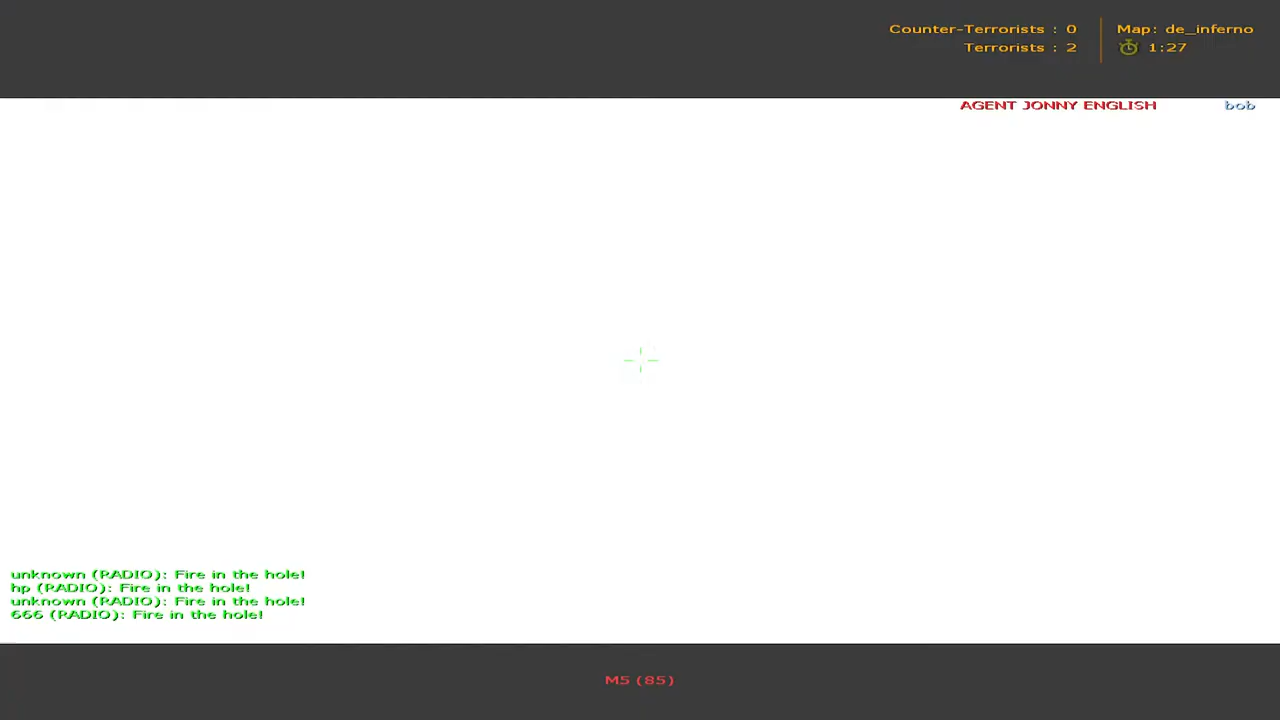 Counter-Terrorists : 0
Terrorists : 2
Map: de_inferno
1:27
AGENT JONNY ENGLISH bob
unknown (RADIO): Fire in the hole!
hp (RADIO): Fire in the hole!
unknown (RADIO): Fire in the hole!
666 (RADIO): Fire in the hole!
M5 (85)